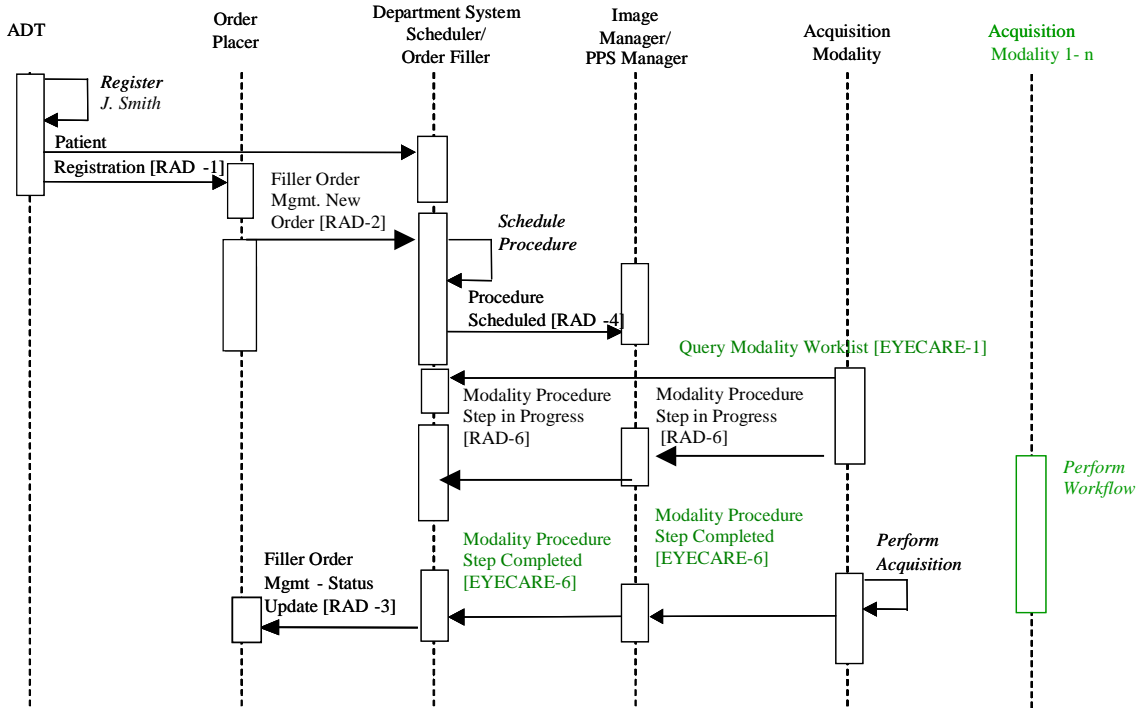 ADT
Order
Placer
Department System
Scheduler/
Order Filler
Image
Manager/
PPS Manager
Acquisition
Modality
Acquisition
Modality 1- n
Register
J. Smith
Patient
Registration [RAD -1]
Filler Order
Mgmt. New
Order [RAD-2]
Schedule
Procedure
Procedure
Scheduled [RAD -4]
Query Modality Worklist [EYECARE-1]
Modality Procedure
Step in Progress
[RAD-6]
Modality Procedure
Step in Progress
[RAD-6]
Perform
Workflow
Modality Procedure
Step Completed
[EYECARE-6]
Modality Procedure
Step Completed
[EYECARE-6]
Perform
Acquisition
Filler Order
Mgmt - Status
Update [RAD -3]